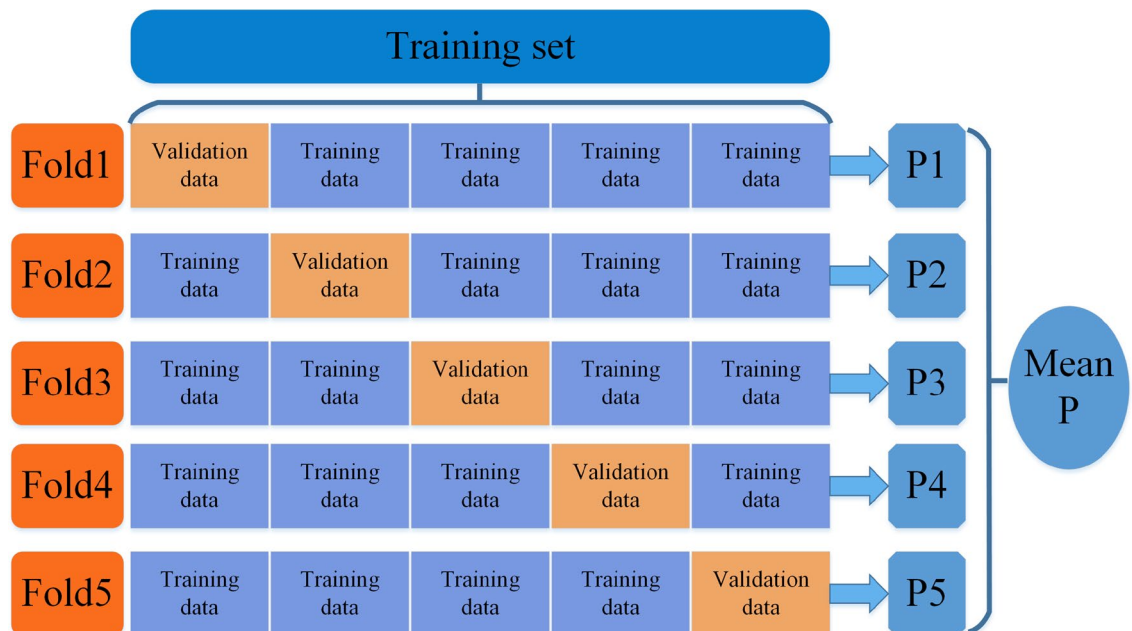 Training set
Fold1
Validation data
Training data
Training data
Training data
Training data
P1
Fold2
Training data
Validation data
Training data
Training data
Training data
P2
Fold3
Training data
Training data
Validation data
Training data
Training data
P3
Mean
P
Fold4
Training data
Training data
Training data
Validation data
Training data
P4
Fold5
Training data
Training data
Training data
Training data
Validation data
P5